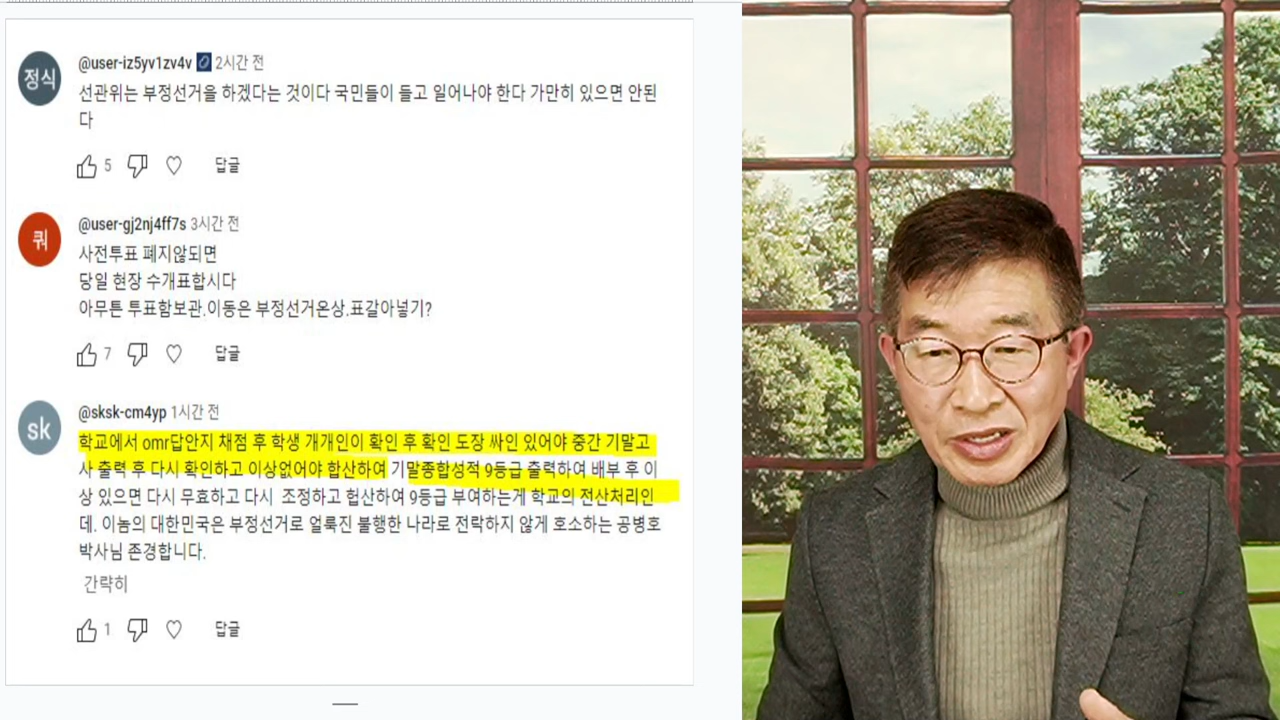 정식
@user-iz5yv1zv4v 2시간 전
선관위는 부정선거을 하겠다는 것이다 국민들이 들고 일어나야 한다 가만히 있으면 안된
다
5 답글
쿼
@user-gj2nj4ff7s 3시간 전
사전투표 폐지않되면
당일 현장 수개표합시다
아무튼 투표함보관.이동은 부정선거온상.표갈아넣기?
7 답글
sk
@sksk-cm4yp 1시간 전
학교에서 omr답안지 채점 후 학생 개개인이 확인 후 확인 도장 싸인 있어야 중간 기말고
사 출력 후 다시 확인하고 이상없어야 합산하여 기말종합성적 9등급 출력하여 배부 후 이
상 있으면 다시 무효하고 다시 조정하고 헙산하여 9등급 부여하는게 학교의 전산처리인
데. 이놈의 대한민국은 부정선거로 얼룩진 불행한 나라로 전락하지 않게 호소하는 공병호
박사님 존경합니다.
간략히
1 답글